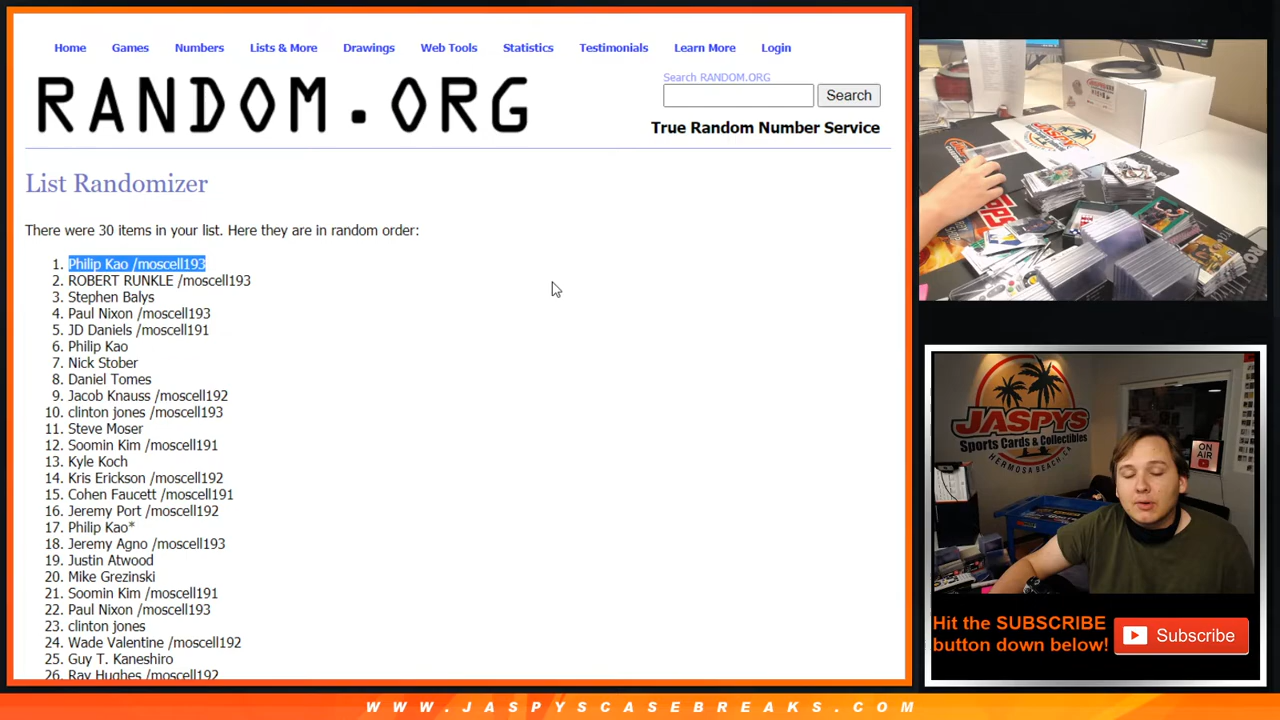 Home Games Numbers Lists & More Drawings Web Tools Statistics Testimonials Learn More Login
RANDOM.ORG
Search RANDOM.ORG
Search
True Random Number Service
List Randomizer
There were 30 items in your list. Here they are in random order:
1. Philip Kao /moscell193
2. ROBERT RUNKLE /moscell193
3. Stephen Balys
4. Paul Nixon /moscell193
5. JD Daniels /moscell191
6. Philip Kao
7. Nick Stober
8. Daniel Tomes
9. Jacob Knauss /moscell192
10. clinton jones /moscell193
11. Steve Moser
12. Soomin Kim /moscell191
13. Kyle Koch
14. Kris Erickson /moscell192
15. Cohen Faucett /moscell191
16. Jeremy Port /moscell192
17. Philip Kao*
18. Jeremy Agno /moscell193
19. Justin Atwood
20. Mike Grezinski
21. Soomin Kim /moscell191
22. Paul Nixon /moscell193
23. clinton jones
24. Wade Valentine /moscell192
25. Guy T. Kaneshiro
26. Ray Hughes /moscell192
JASPYS
JASPYS
Sports Cards & Collectibles
HERMOSA BEACH, CA
ON
AIR
Hit the SUBSCRIBE
button down below!
Subscribe
WWW.JASPYSCASEBREAKS.COM